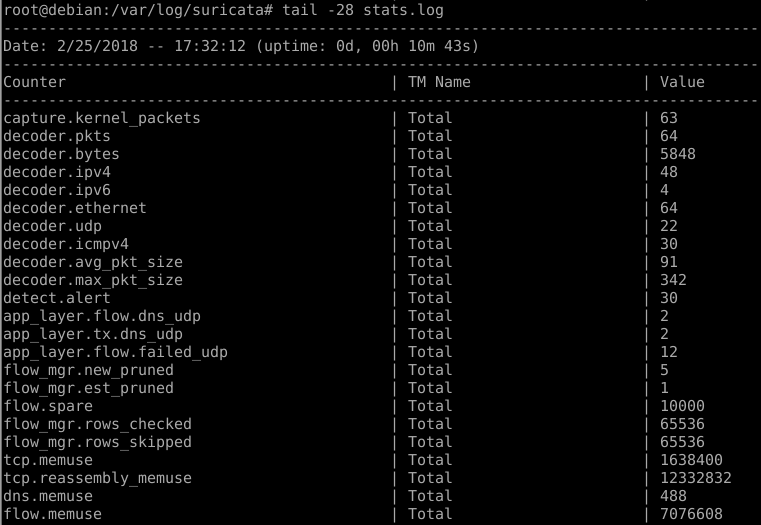 root@debian:/var/log/suricata# tail -28 stats.log
------------------------------------------------------------------------------------
Date: 2/25/2018 -- 17:32:12 (uptime: 0d, 00h 10m 43s)
------------------------------------------------------------------------------------
Counter | TM Name | Value
------------------------------------------------------------------------------------
capture.kernel_packets | Total | 63
decoder.pkts | Total | 64
decoder.bytes | Total | 5848
decoder.ipv4 | Total | 48
decoder.ipv6 | Total | 4
decoder.ethernet | Total | 64
decoder.udp | Total | 22
decoder.icmpv4 | Total | 30
decoder.avg_pkt_size | Total | 91
decoder.max_pkt_size | Total | 342
detect.alert | Total | 30
app_layer.flow.dns_udp | Total | 2
app_layer.tx.dns_udp | Total | 2
app_layer.flow.failed_udp | Total | 12
flow_mgr.new_pruned | Total | 5
flow_mgr.est_pruned | Total | 1
flow.spare | Total | 10000
flow_mgr.rows_checked | Total | 65536
flow_mgr.rows_skipped | Total | 65536
tcp.memuse | Total | 1638400
tcp.reassembly_memuse | Total | 12332832
dns.memuse | Total | 488
flow.memuse | Total | 7076608